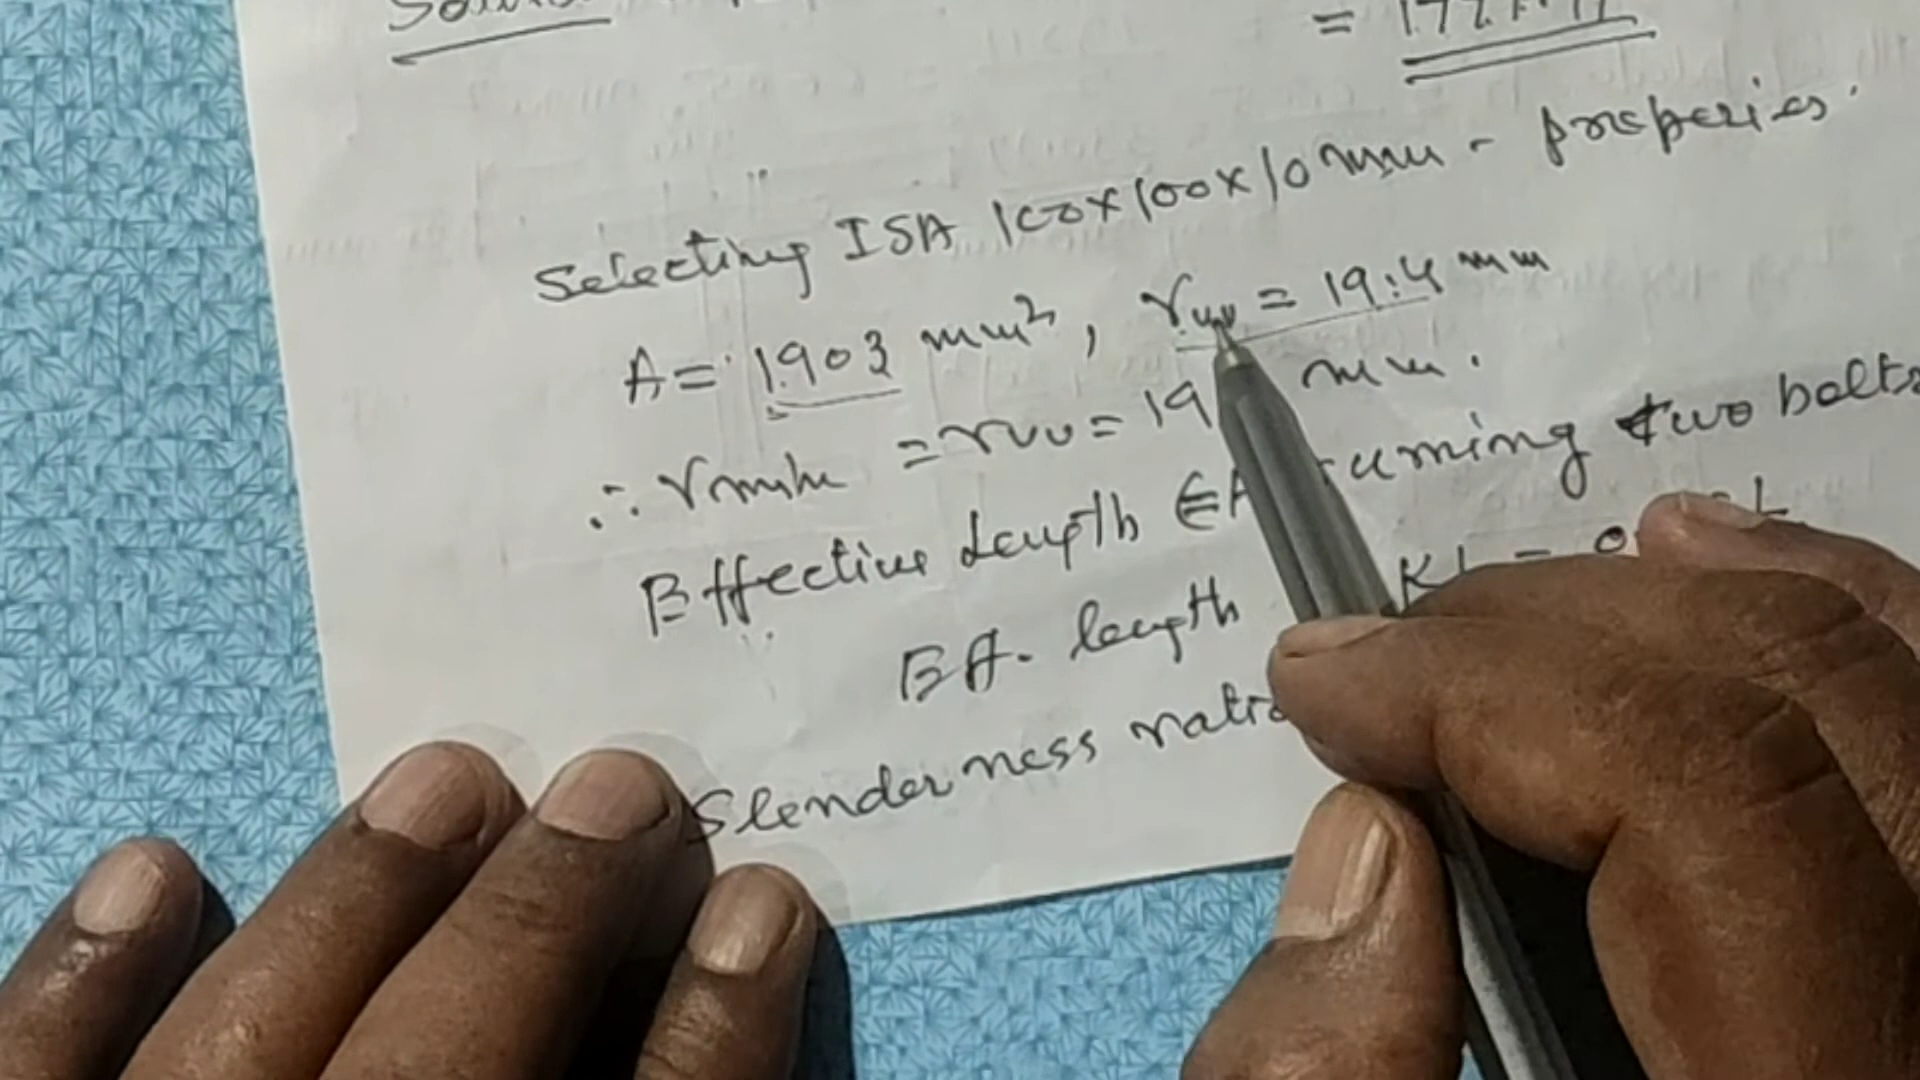 =
Selecting ISA 100x100x10mm - properies.
A = 1903 mm², rvv = 19.4 mm
∴ rmin = rvv = 19 mm.
Effective Length two bolts
Eff. length KL =
Slenderness ratio